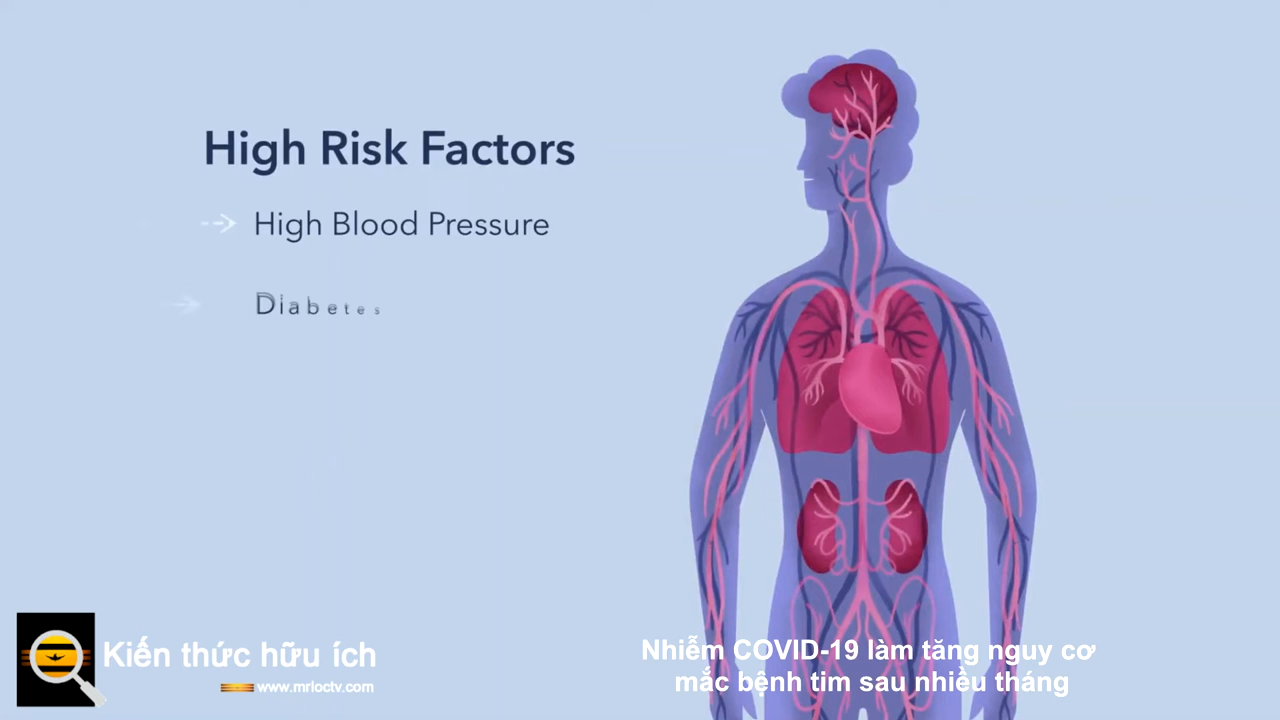 High Risk Factors
High Blood Pressure
Diabetes
Kiến thức hữu ích
www.mrloctv.com
Nhiễm COVID-19 làm tăng nguy cơ
mắc bệnh tim sau nhiều tháng